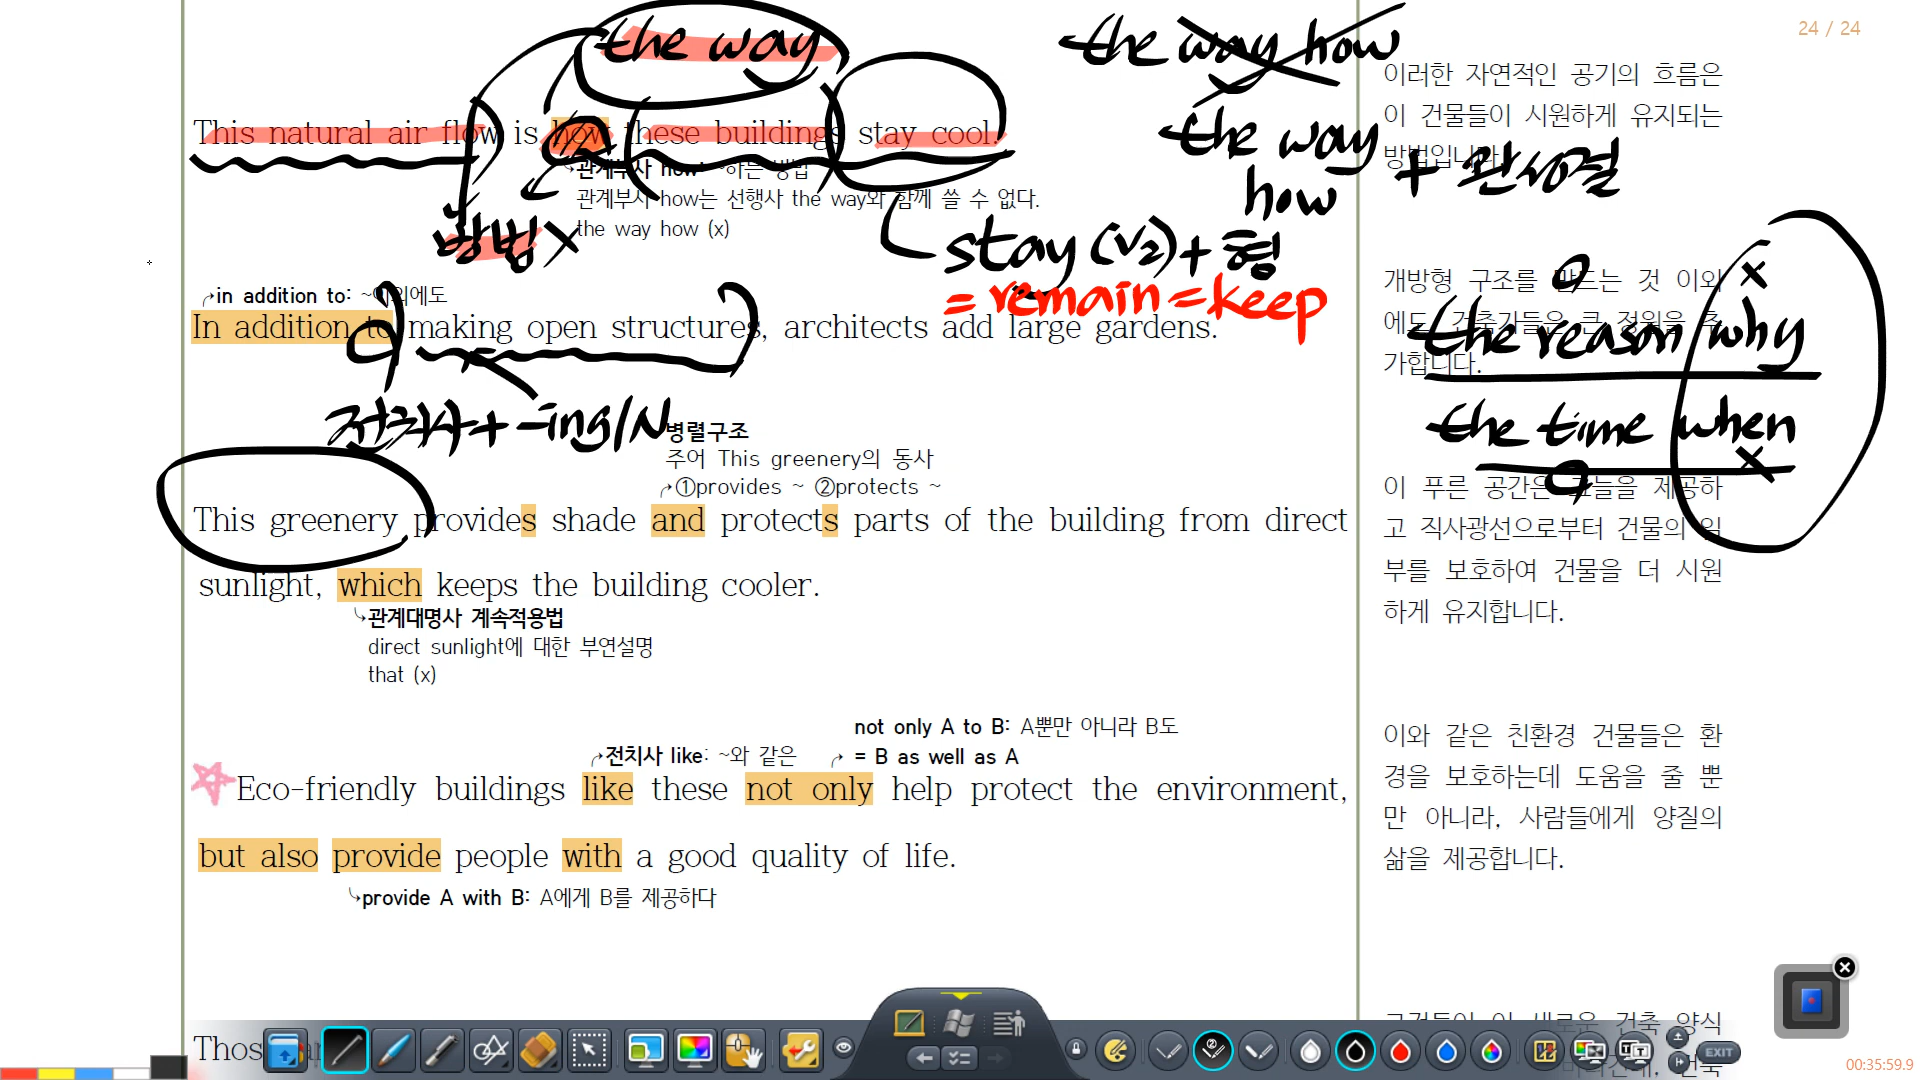 24 / 24
the way
the way how
This natural air flow is how these buildings stay cool.
관계부사 how: ~하는 방법
관계부사 how는 선행사 the way와 함께 쓸 수 없다.
the way how (x)
방법 X
the way
how
+ 완성결
stay (v2) + 형
= remain = keep
in addition to: ~이외에도
In addition to making open structures, architects add large gardens.
전치사 + -ing/N
the reason why
the time when
병렬구조
주어 This greenery의 동사
①provides ~ ②protects ~
This greenery provides shade and protects parts of the building from direct
sunlight, which keeps the building cooler.
관계대명사 계속적용법
direct sunlight에 대한 부연설명
that (x)
not only A to B: A뿐만 아니라 B도
전치사 like: ~와 같은
= B as well as A
Eco-friendly buildings like these not only help protect the environment,
but also provide people with a good quality of life.
provide A with B: A에게 B를 제공하다
이러한 자연적인 공기의 흐름은
이 건물들이 시원하게 유지되는
방법입니다.
개방형 구조를 만드는 것 이외
에도, 건축가들은 큰 정원을 추
가합니다.
이 푸른 공간은 그늘을 제공하
고 직사광선으로부터 건물의 일
부를 보호하여 건물을 더 시원
하게 유지합니다.
이와 같은 친환경 건물들은 환
경을 보호하는데 도움을 줄 뿐
만 아니라, 사람들에게 양질의
삶을 제공합니다.
Thos
EXIT
00:35:59.9